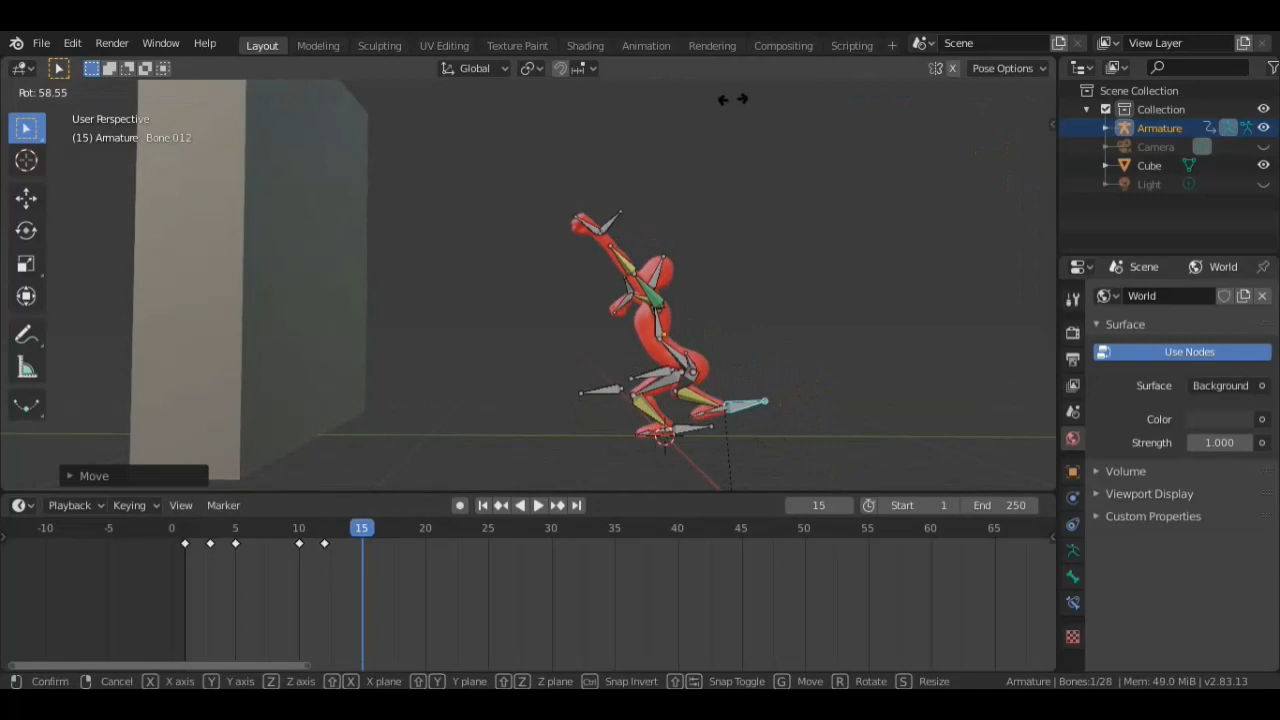 File Edit Render Window Help Layout Modeling Sculpting UV Editing Texture Paint Shading Animation Rendering Compositing Scripting + Scene View Layer
Global X Pose Options
Rot: 58.55
User Perspective
(15) Armature : Bone 012
Scene Collection
Collection
Armature
Camera
Cube
Light
Scene World
World
Surface
Use Nodes
Surface Background
Color
Strength 1.000
Volume
Viewport Display
Custom Properties
Move
Playback Keying View Marker 15 Start 1 End 250
-10 -5 0 5 10 15 20 25 30 35 40 45 50 55 60 65
Confirm Cancel X X axis Y Y axis Z Z axis X X plane Y Y plane Z Z plane Ctrl Snap Invert Snap Toggle G Move R Rotate S Resize Armature | Bones:1/28 | Mem: 49.0 MiB | v2.83.13